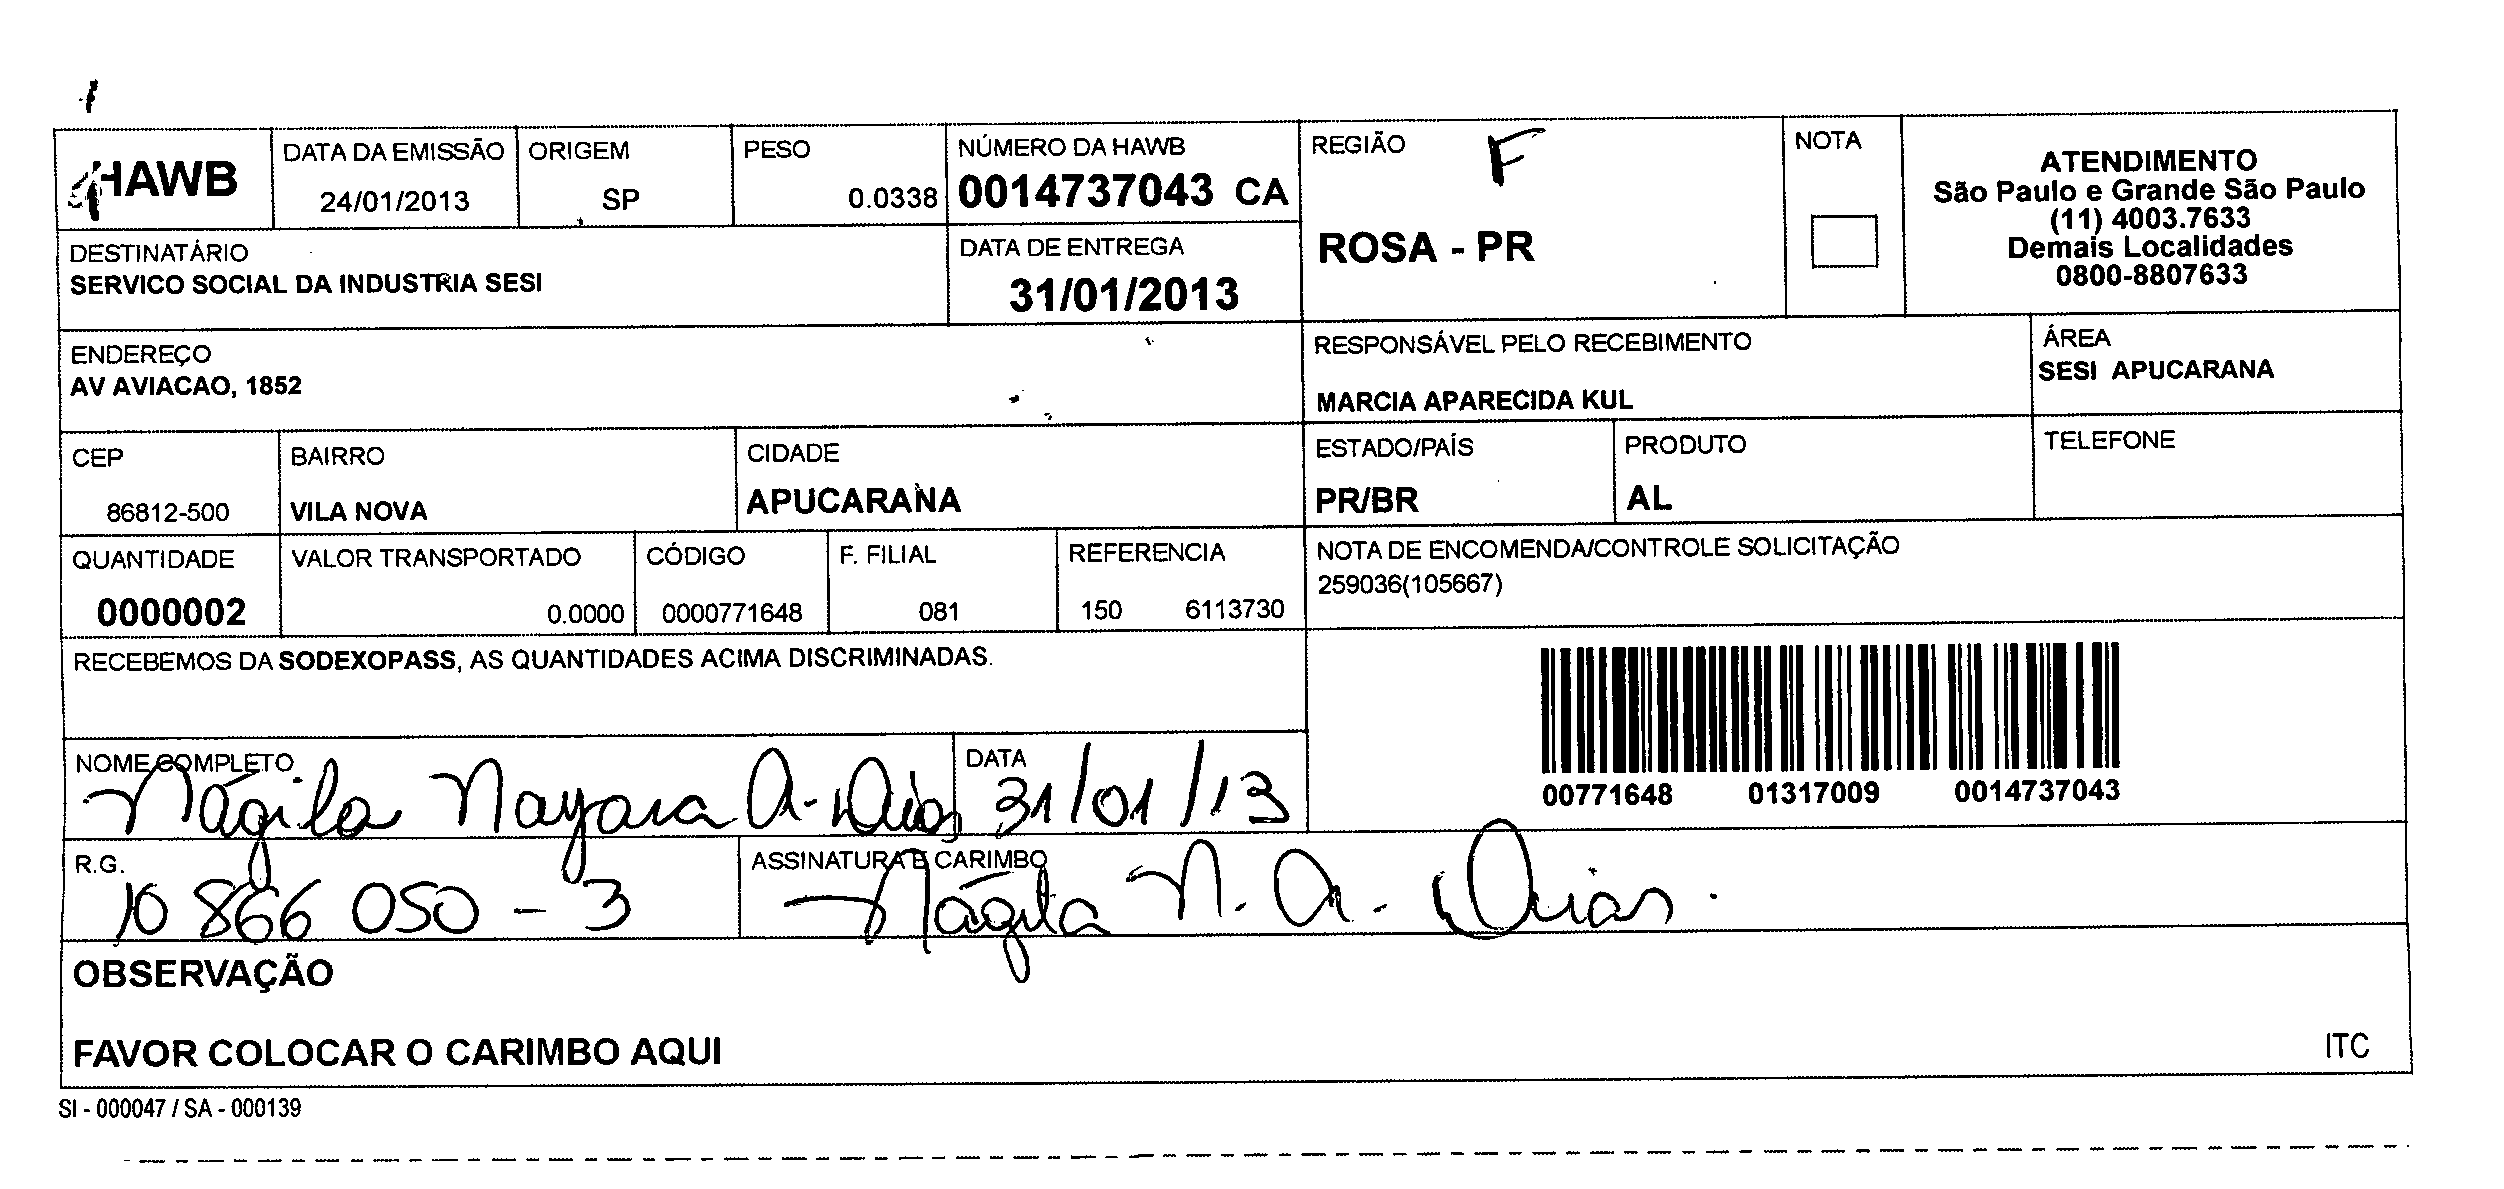 HAWB
DATA DA EMISSÃO
24/01/2013
ORIGEM
SP
PESO
0.0338
NÚMERO DA HAWB
0014737043 CA
REGIÃO
F
ROSA - PR
NOTA
ATENDIMENTO
São Paulo e Grande São Paulo
(11) 4003.7633
Demais Localidades
0800-8807633
DESTINATÁRIO
SERVICO SOCIAL DA INDUSTRIA SESI
DATA DE ENTREGA
31/01/2013
ENDEREÇO
AV AVIACAO, 1852
RESPONSÁVEL PELO RECEBIMENTO
MARCIA APARECIDA KUL
ÁREA
SESI APUCARANA
CEP
86812-500
BAIRRO
VILA NOVA
CIDADE
APUCARANA
ESTADO/PAÍS
PR/BR
PRODUTO
AL
TELEFONE
QUANTIDADE
0000002
VALOR TRANSPORTADO
0.0000
CÓDIGO
0000771648
F. FILIAL
081
REFERENCIA
150 6113730
NOTA DE ENCOMENDA/CONTROLE SOLICITAÇÃO
259036(105667)
RECEBEMOS DA SODEXOPASS, AS QUANTIDADES ACIMA DISCRIMINADAS.
00771648 01317009 0014737043
NOME COMPLETO
Nágila Nayara A. Dias
DATA
31/01/13
R.G.
10 866 050 - 3
ASSINATURA E CARIMBO
Nágila N. A. Dias.
OBSERVAÇÃO
FAVOR COLOCAR O CARIMBO AQUI
ITC
SI - 000047 / SA - 000139